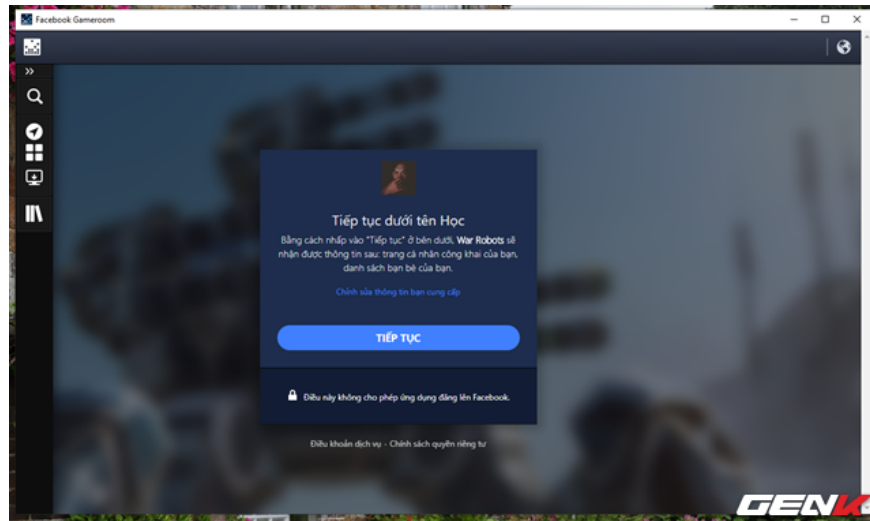 Facebook Gameroom
Tiếp tục dưới tên Học
Bằng cách nhấp vào "Tiếp tục" ở bên dưới, War Robots sẽ
nhận được thông tin sau: trang cá nhân công khai của bạn,
danh sách bạn bè của bạn.
Chỉnh sửa thông tin bạn cung cấp
TIẾP TỤC
Điều này không cho phép ứng dụng đăng lên Facebook.
Điều khoản dịch vụ - Chính sách quyền riêng tư
GENK